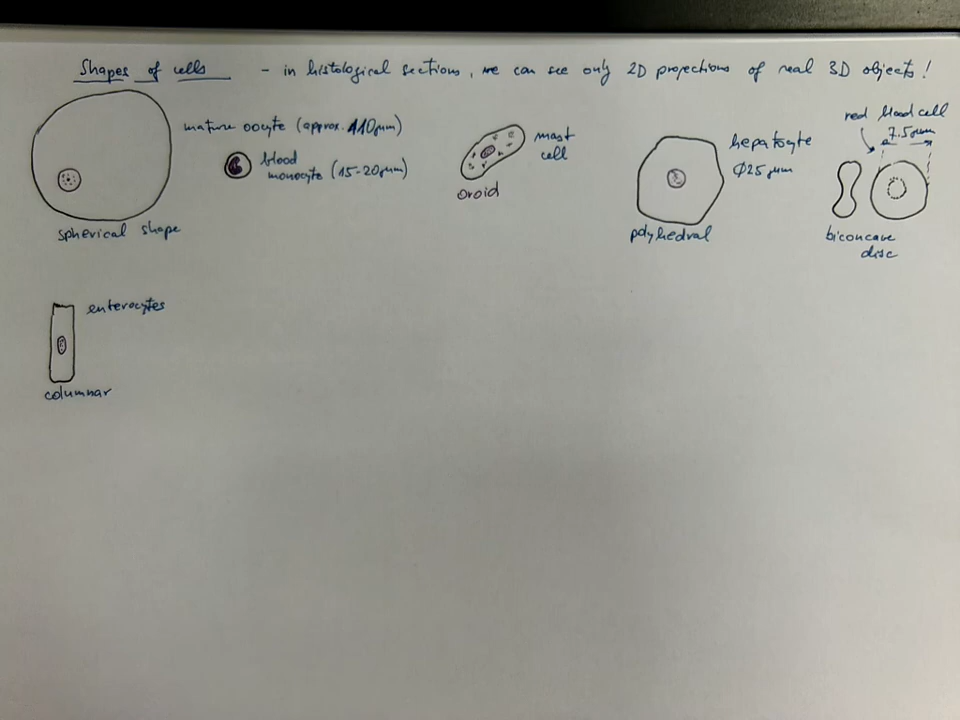 Shapes of cells - in histological sections, we can see only 2D projections of real 3D objects!
mature oocyte (approx. 110µm)
blood
monocyte (15-20µm)
spherical shape
mast
cell
ovoid
hepatocyte
Φ25µm
polyhedral
red blood cell
7.5µm
biconcave
disc
enterocytes
columnar